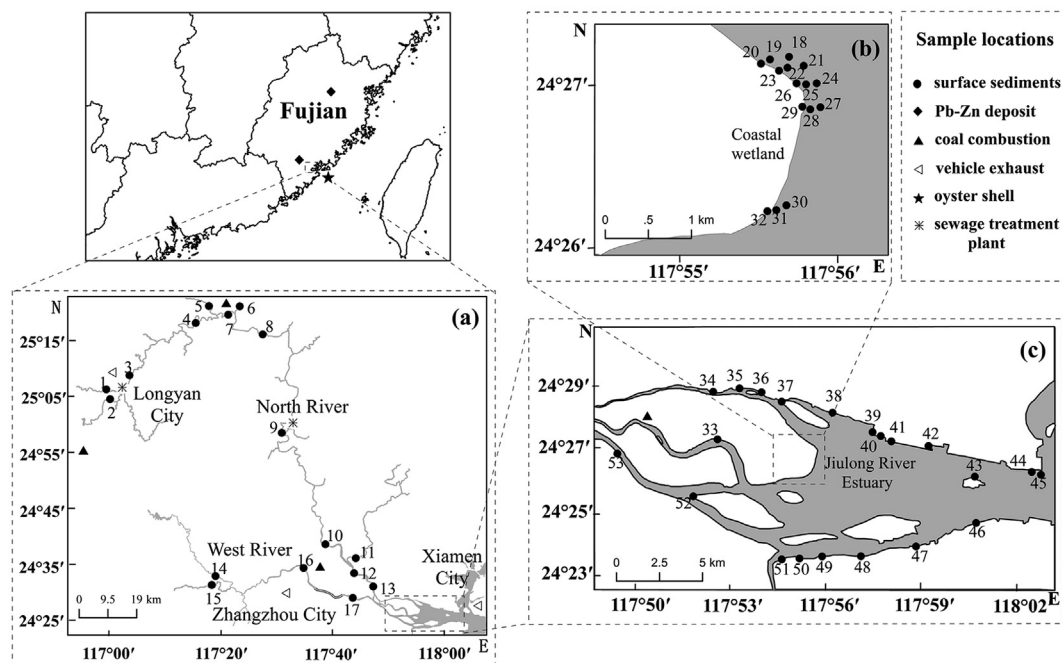 Fujian
N
(b)
18
19
20
21
22
23
24
24°27′
25
26
27
28
29
Coastal
wetland
30
31
32
0 .5 1 km
24°26′
117°55′ 117°56′
E
Sample locations
surface sediments
Pb-Zn deposit
coal combustion
vehicle exhaust
oyster shell
sewage treatment
plant
N
(a)
5
6
4
7
8
25°15′
3
1
2
25°05′
Longyan
City
North River
9
24°55′
24°45′
10
11
West River
16
12
Xiamen
City
24°35′
14
15
13
17
0 9.5 19 km
Zhangzhou City
24°25′
117°00′ 117°20′ 117°40′ 118°00′
E
N
(c)
24°29′
34
35
36
37
38
39
40
41
42
33
24°27′
53
Jiulong River
Estuary
43
44
45
52
24°25′
46
47
0 2.5 5 km
51
50
49
48
24°23′
117°50′ 117°53′ 117°56′ 117°59′ 118°02′
E